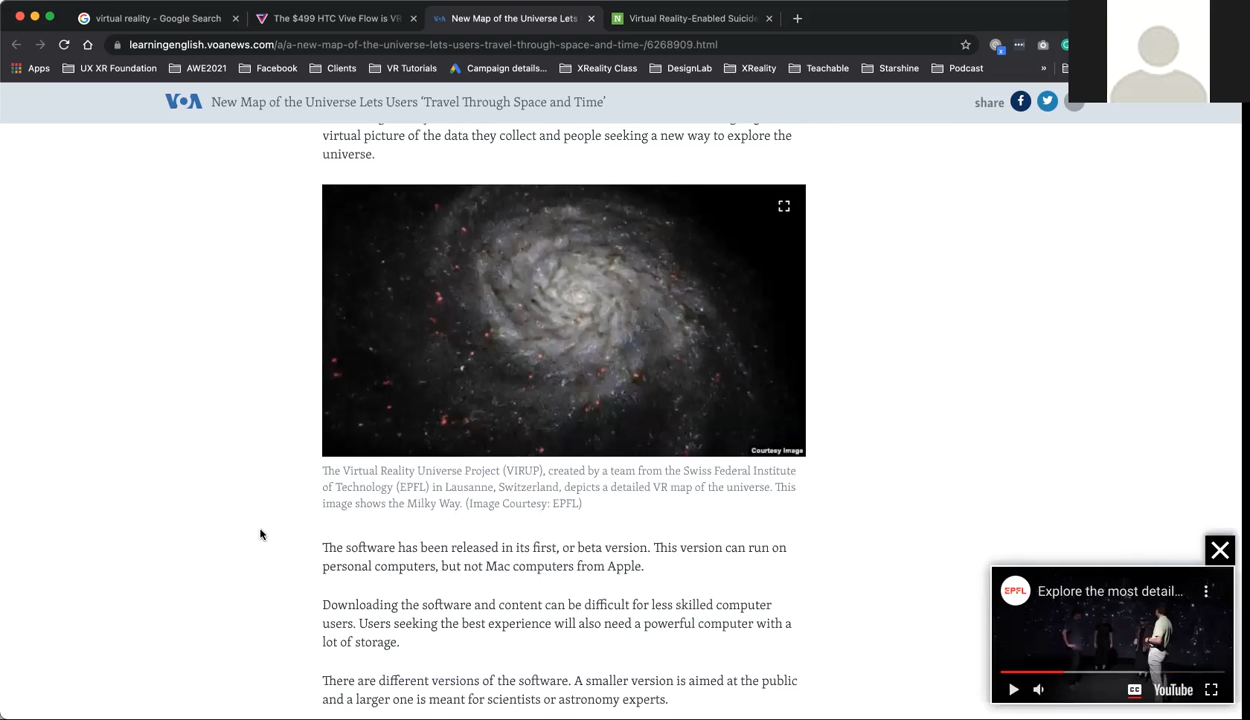 virtual reality - Google Search
The $499 HTC Vive Flow is VR
New Map of the Universe Lets
Virtual Reality-Enabled Suicide
learningenglish.voanews.com/a/a-new-map-of-the-universe-lets-users-travel-through-space-and-time-/6268909.html
Apps UX XR Foundation AWE2021 Facebook Clients VR Tutorials Campaign details... XReality Class DesignLab XReality Teachable Starshine Podcast »
VOA New Map of the Universe Lets Users ‘Travel Through Space and Time’ share
virtual picture of the data they collect and people seeking a new way to explore the
universe.
Courtesy Image
The Virtual Reality Universe Project (VIRUP), created by a team from the Swiss Federal Institute
of Technology (EPFL) in Lausanne, Switzerland, depicts a detailed VR map of the universe. This
image shows the Milky Way. (Image Courtesy: EPFL)
The software has been released in its first, or beta version. This version can run on
personal computers, but not Mac computers from Apple.
Downloading the software and content can be difficult for less skilled computer
users. Users seeking the best experience will also need a powerful computer with a
lot of storage.
There are different versions of the software. A smaller version is aimed at the public
and a larger one is meant for scientists or astronomy experts.
EPFL Explore the most detail...
CC YouTube